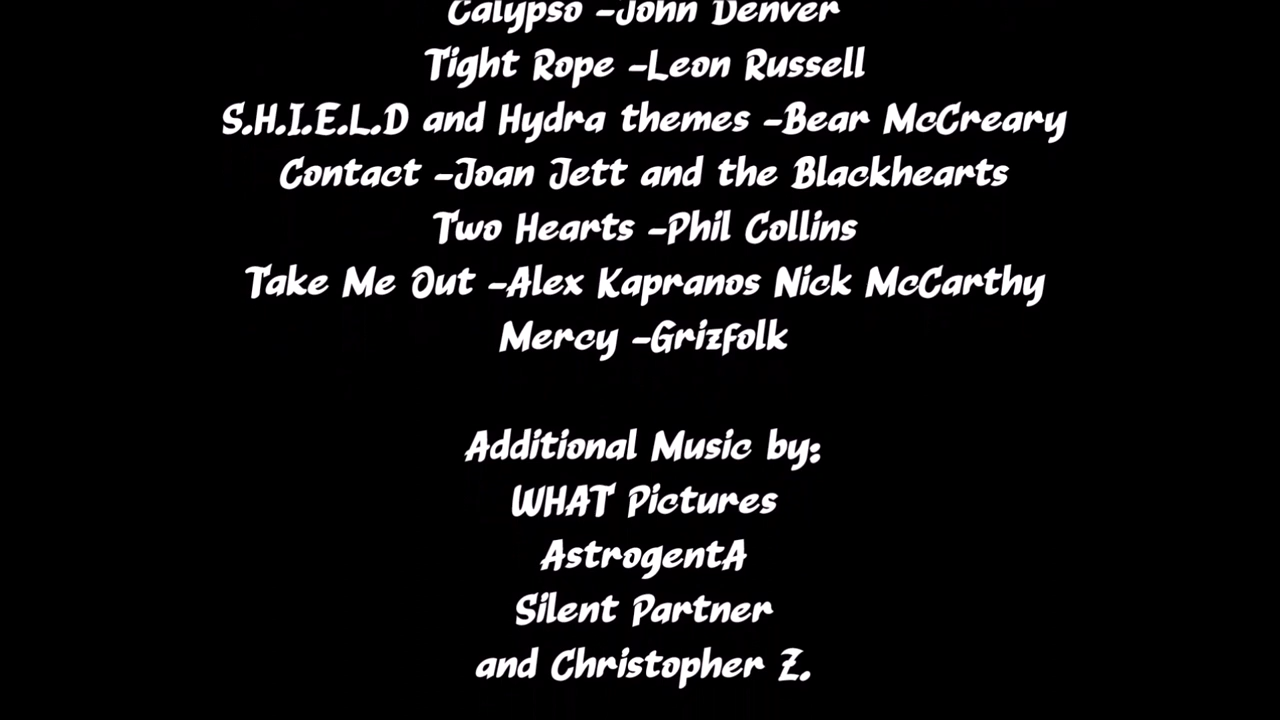 Calypso -John Denver
Tight Rope -Leon Russell
S.H.I.E.L.D and Hydra themes -Bear McCreary
Contact -Joan Jett and the Blackhearts
Two Hearts -Phil Collins
Take Me Out -Alex Kapranos Nick McCarthy
Mercy -Grizfolk
Additional Music by:
WHAT Pictures
AstrogentA
Silent Partner
and Christopher Z.